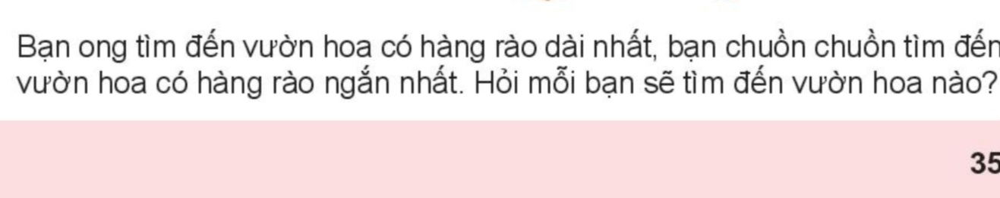 Bạn ong tìm đến vườn hoa có hàng rào dài nhất, bạn chuồn chuồn tìm đến
vườn hoa có hàng rào ngắn nhất. Hỏi mỗi bạn sẽ tìm đến vườn hoa nào?
35